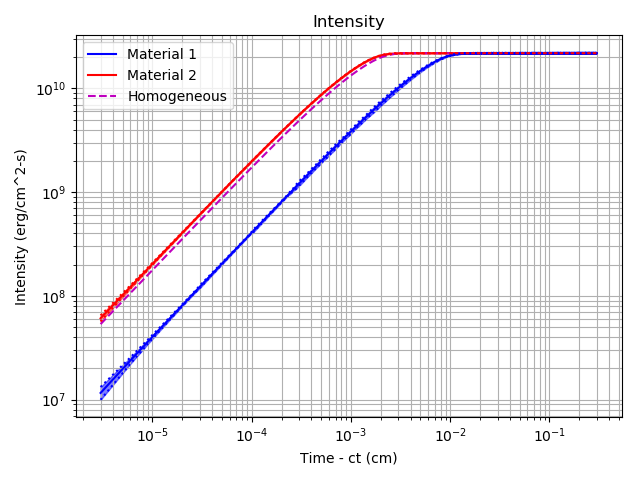 Intensity
Material 1
Material 2
Homogeneous
Intensity (erg/cm^2-s)
10^10
10^9
10^8
10^7
10^-5
10^-4
10^-3
10^-2
10^-1
Time - ct (cm)